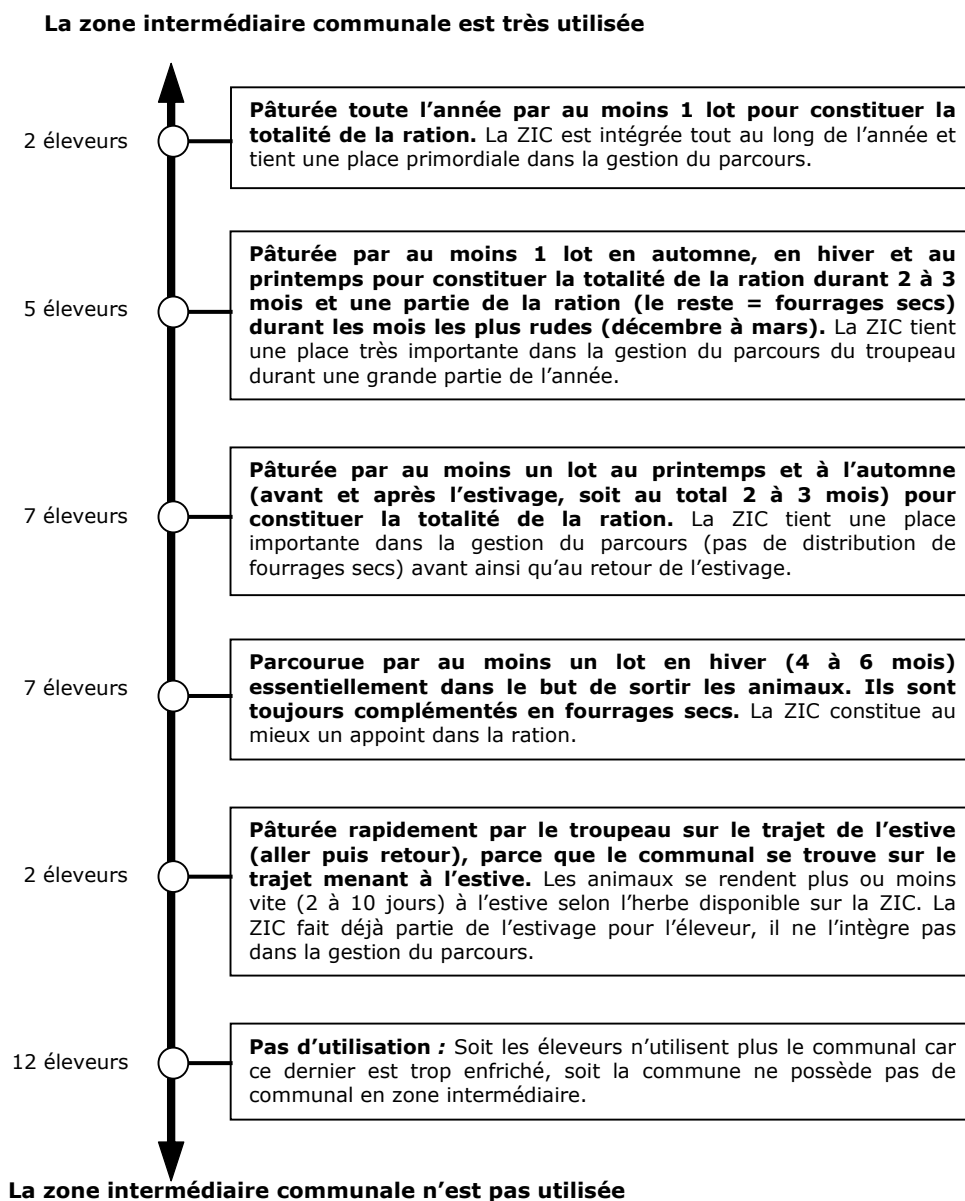 La zone intermédiaire communale est très utilisée
2 éleveurs
Pâturée toute l’année par au moins 1 lot pour constituer la
totalité de la ration. La ZIC est intégrée tout au long de l’année et
tient une place primordiale dans la gestion du parcours.
5 éleveurs
Pâturée par au moins 1 lot en automne, en hiver et au
printemps pour constituer la totalité de la ration durant 2 à 3
mois et une partie de la ration (le reste = fourrages secs)
durant les mois les plus rudes (décembre à mars). La ZIC tient
une place très importante dans la gestion du parcours du troupeau
durant une grande partie de l’année.
7 éleveurs
Pâturée par au moins un lot au printemps et à l’automne
(avant et après l’estivage, soit au total 2 à 3 mois) pour
constituer la totalité de la ration. La ZIC tient une place
importante dans la gestion du parcours (pas de distribution de
fourrages secs) avant ainsi qu’au retour de l’estivage.
7 éleveurs
Parcourue par au moins un lot en hiver (4 à 6 mois)
essentiellement dans le but de sortir les animaux. Ils sont
toujours complémentés en fourrages secs. La ZIC constitue au
mieux un appoint dans la ration.
2 éleveurs
Pâturée rapidement par le troupeau sur le trajet de l’estive
(aller puis retour), parce que le communal se trouve sur le
trajet menant à l’estive. Les animaux se rendent plus ou moins
vite (2 à 10 jours) à l’estive selon l’herbe disponible sur la ZIC. La
ZIC fait déjà partie de l’estivage pour l’éleveur, il ne l’intègre pas
dans la gestion du parcours.
12 éleveurs
Pas d’utilisation : Soit les éleveurs n’utilisent plus le communal car
ce dernier est trop enfriché, soit la commune ne possède pas de
communal en zone intermédiaire.
La zone intermédiaire communale n’est pas utilisée